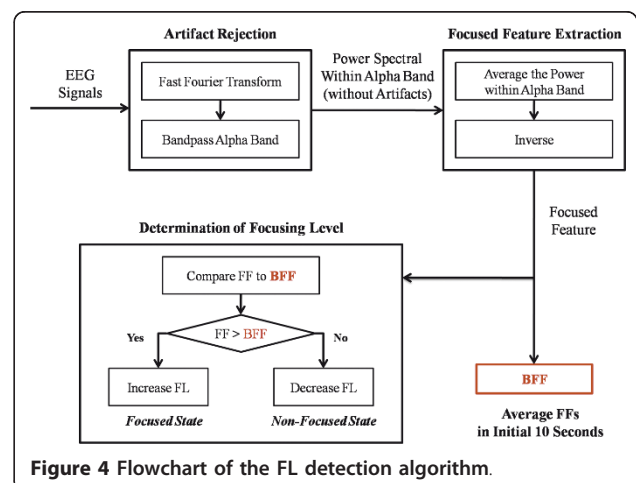 Artifact Rejection
Focused Feature Extraction
EEG
Signals
Fast Fourier Transform
Bandpass Alpha Band
Power Spectral
Within Alpha Band
(without Artifacts)
Average the Power
within Alpha Band
Inverse
Focused
Feature
Determination of Focusing Level
Compare FF to BFF
FF > BFF
Yes
No
Increase FL
Decrease FL
Focused State
Non-Focused State
BFF
Average FFs
in Initial 10 Seconds
Figure 4 Flowchart of the FL detection algorithm.